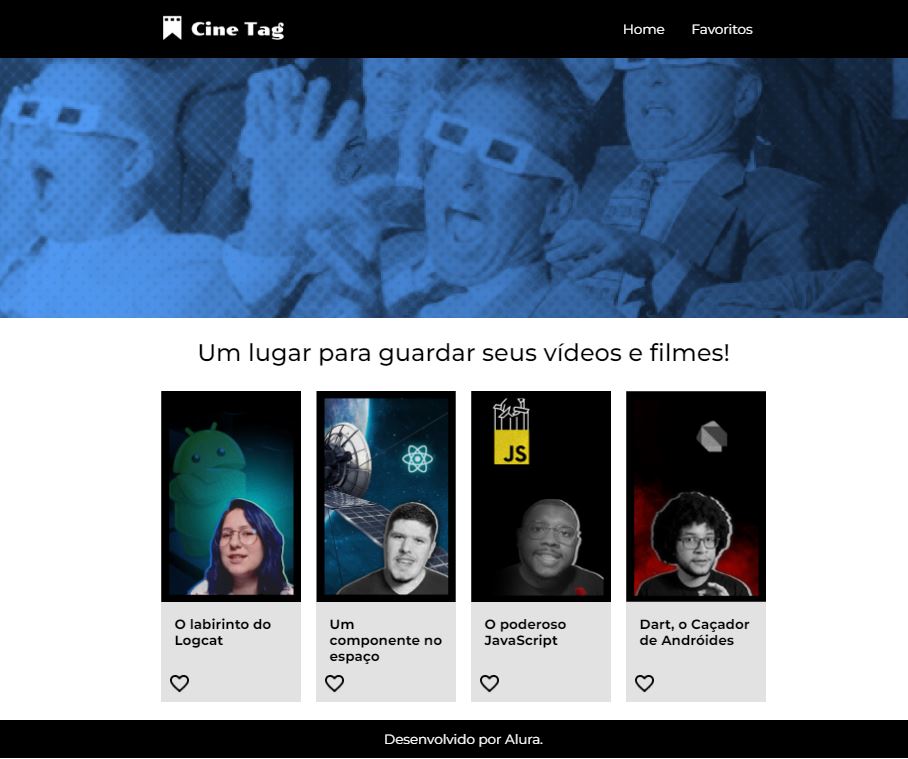 Cine Tag
Home
Favoritos
Um lugar para guardar seus vídeos e filmes!
JS
O labirinto do
Logcat
Um
componente no
espaço
O poderoso
JavaScript
Dart, o Caçador
de Andróides
Desenvolvido por Alura.